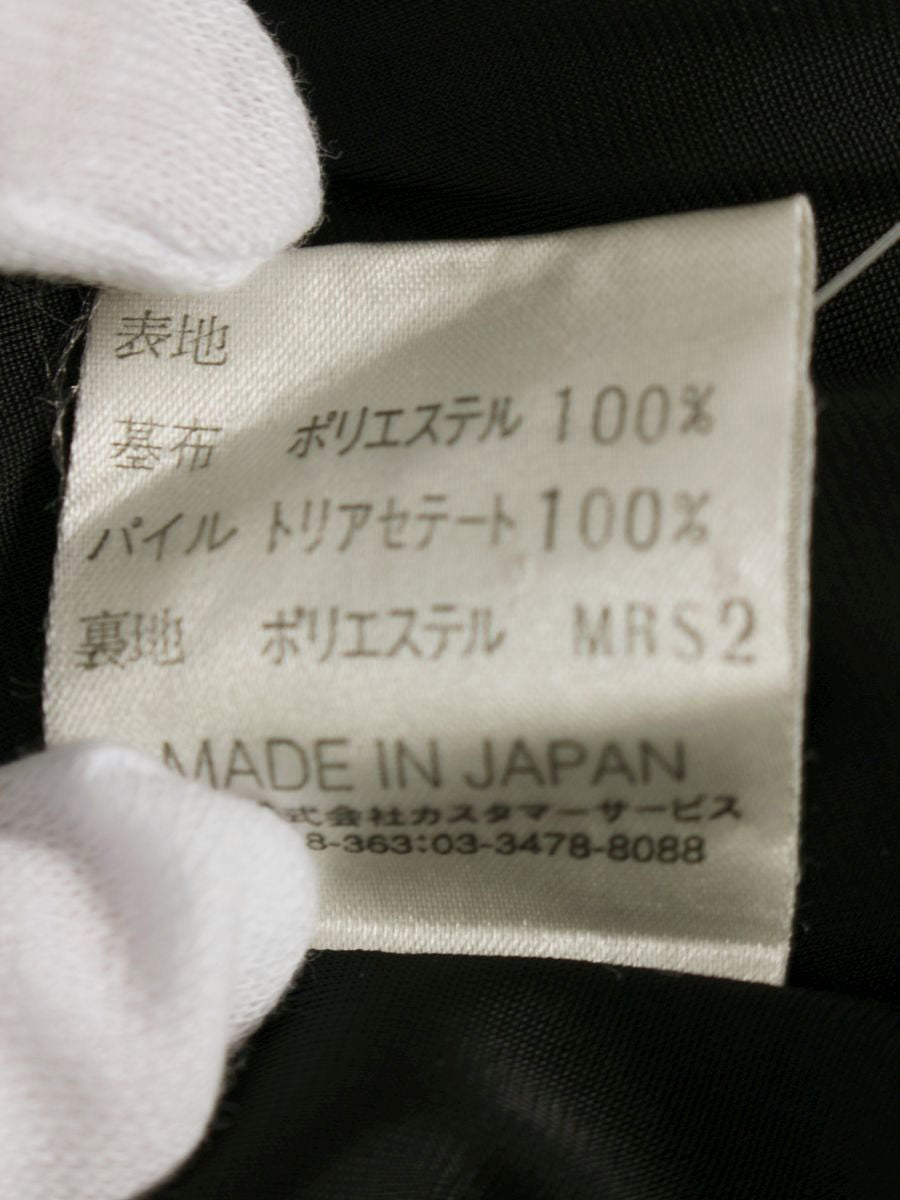 表地
基布 ポリエステル 100%
パイル トリアセテート 100%
裏地 ポリエステル MRS2
MADE IN JAPAN
式会社カスタマーサービス
8-363:03-3478-8088